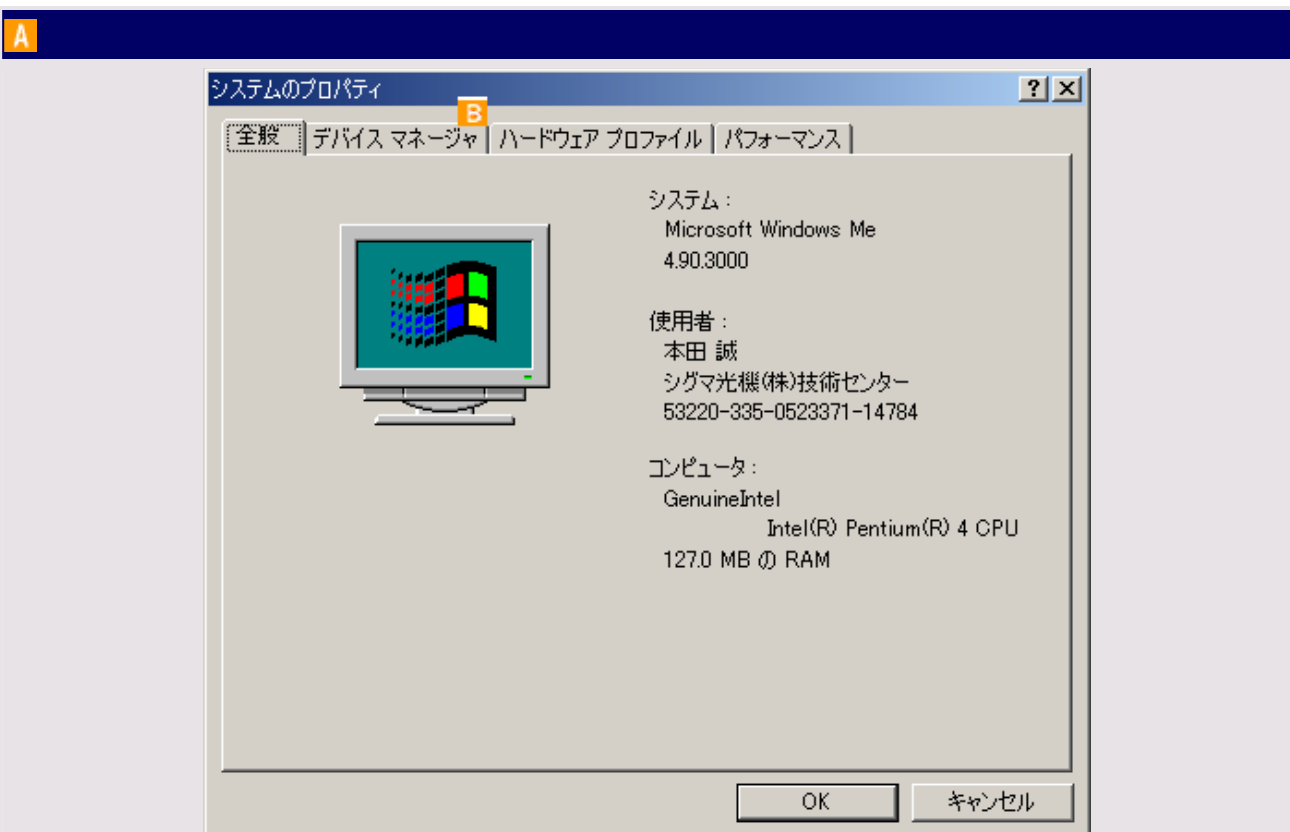 A
システムのプロパティ
B
全般 デバイス マネージャ ハードウェア プロファイル パフォーマンス
システム:
Microsoft Windows Me
4.90.3000
使用者:
本田 誠
シグマ光機(株)技術センター
53220-335-0523371-14784
コンピュータ:
GenuineIntel
Intel(R) Pentium(R) 4 CPU
127.0 MB の RAM
OK キャンセル